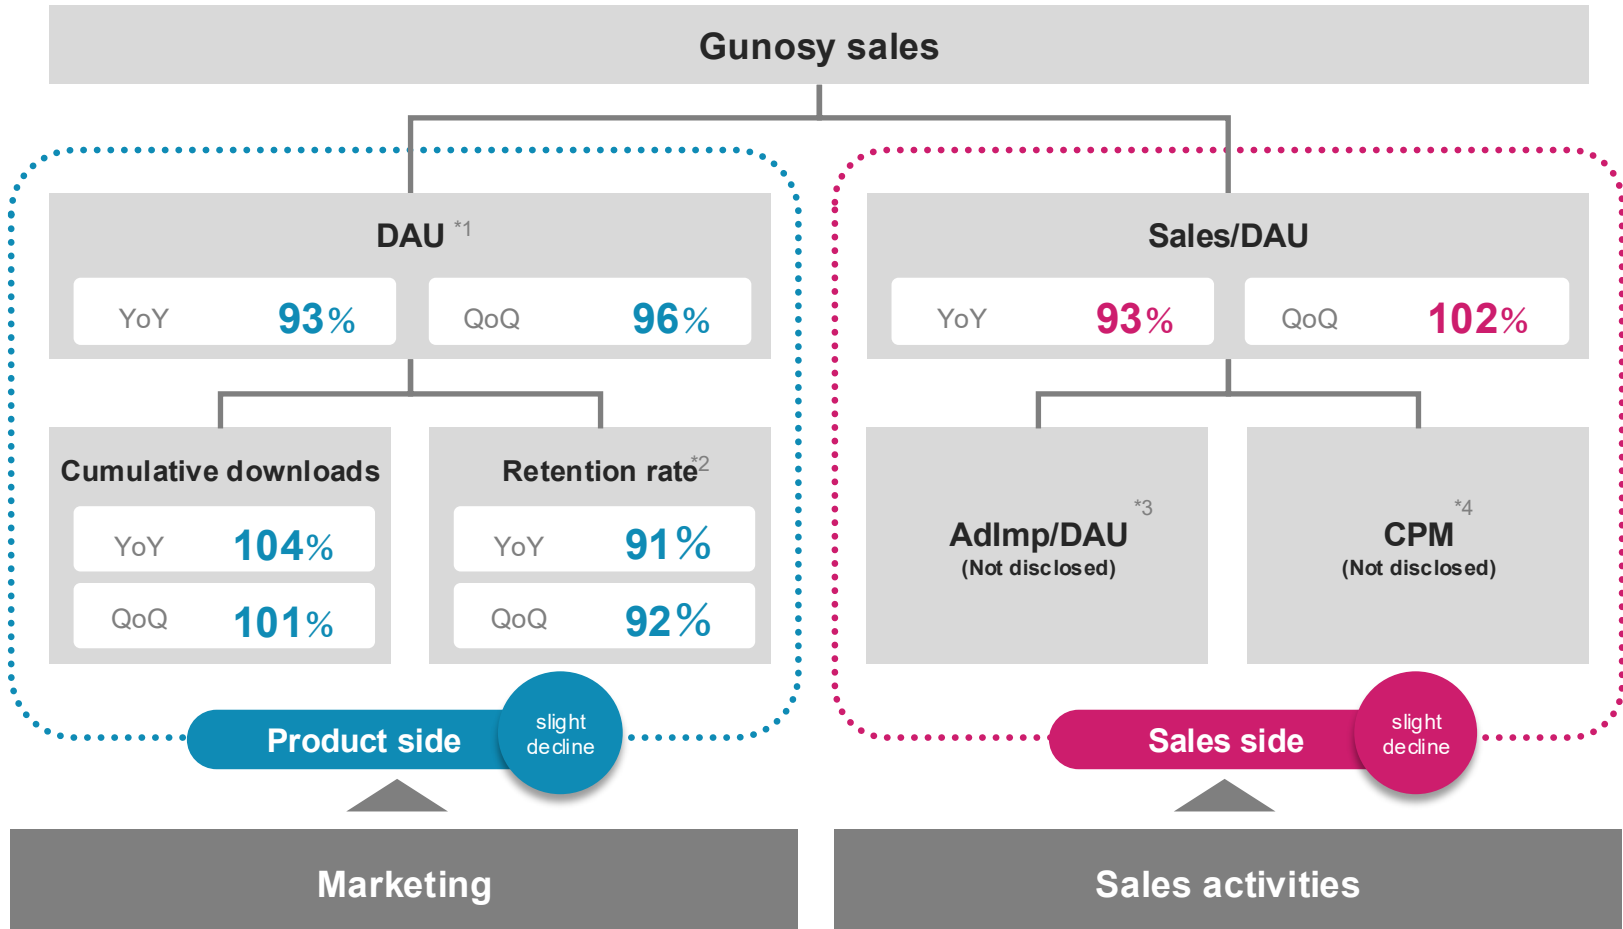 Gunosy sales
DAU *1
YoY 93%
QoQ 96%
Sales/DAU
YoY 93%
QoQ 102%
Cumulative downloads
YoY 104%
QoQ 101%
Retention rate*2
YoY 91%
QoQ 92%
AdImp/DAU *3
(Not disclosed)
CPM *4
(Not disclosed)
Product side
slight
decline
Sales side
slight
decline
Marketing
Sales activities